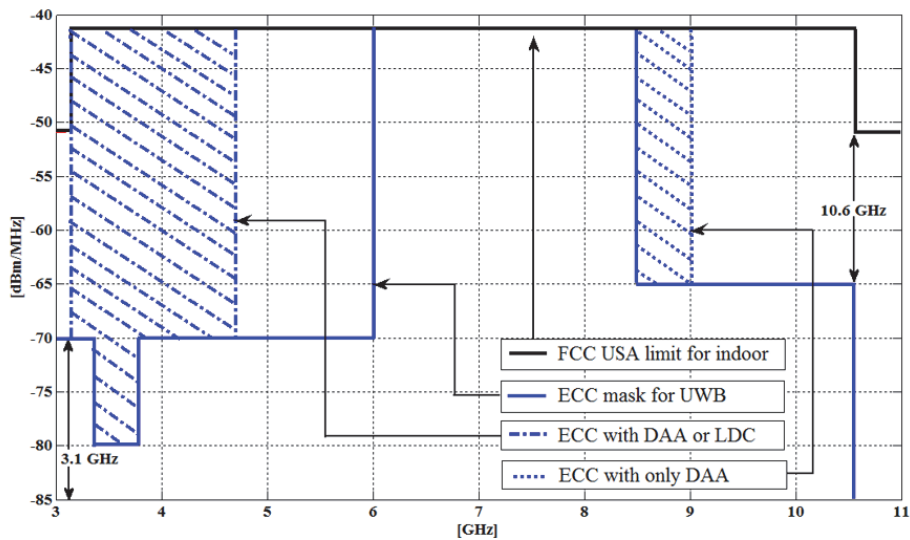 -40
-45
-50
-55
-60
-65
-70
-75
-80
-85
[dBm/MHz]
3.1 GHz
10.6 GHz
FCC USA limit for indoor
ECC mask for UWB
ECC with DAA or LDC
ECC with only DAA
3 4 5 6 7 8 9 10 11
[GHz]